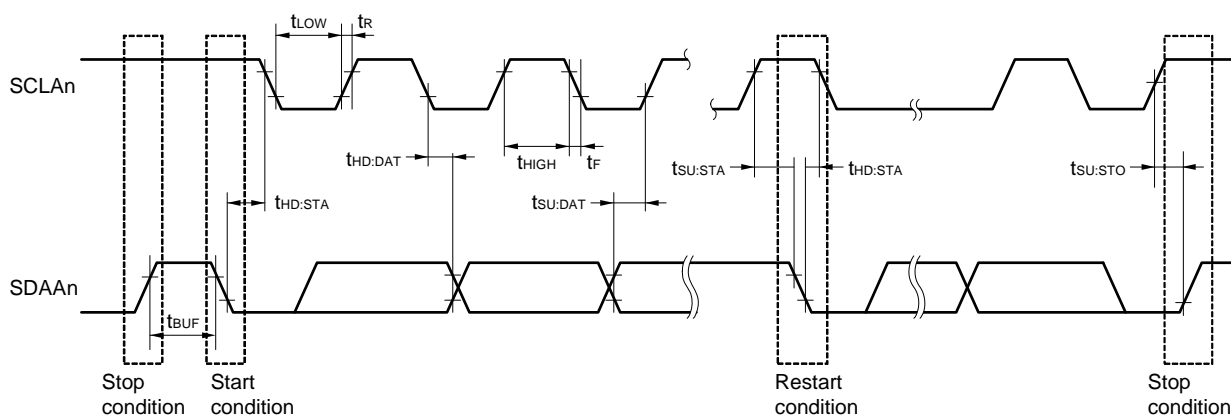 tLOW tR
SCLAn
tHD:DAT tHIGH tF tSU:STA tHD:STA tSU:STO
tHD:STA tSU:DAT
SDAAn
tBUF
Stop condition
Start condition
Restart condition
Stop condition